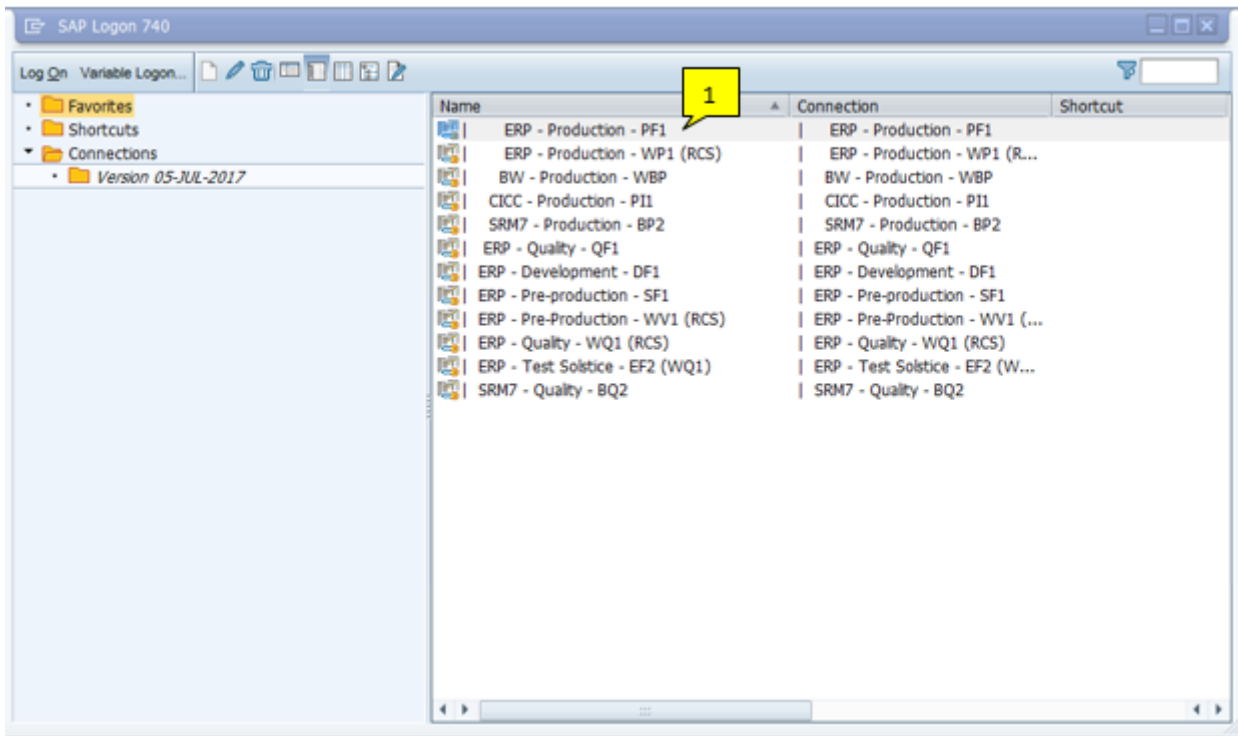 SAP Logon 740
Log On Variable Logon...
1
Favorites
Shortcuts
Connections
Version 05-JUL-2017
Name Connection Shortcut
| ERP - Production - PF1 | ERP - Production - PF1
| ERP - Production - WP1 (RCS) | ERP - Production - WP1 (R...
| BW - Production - WBP | BW - Production - WBP
| CICC - Production - PI1 | CICC - Production - PI1
| SRM7 - Production - BP2 | SRM7 - Production - BP2
| ERP - Quality - QF1 | ERP - Quality - QF1
| ERP - Development - DF1 | ERP - Development - DF1
| ERP - Pre-production - SF1 | ERP - Pre-production - SF1
| ERP - Pre-Production - WV1 (RCS) | ERP - Pre-Production - WV1 (...
| ERP - Quality - WQ1 (RCS) | ERP - Quality - WQ1 (RCS)
| ERP - Test Solstice - EF2 (WQ1) | ERP - Test Solstice - EF2 (W...
| SRM7 - Quality - BQ2 | SRM7 - Quality - BQ2